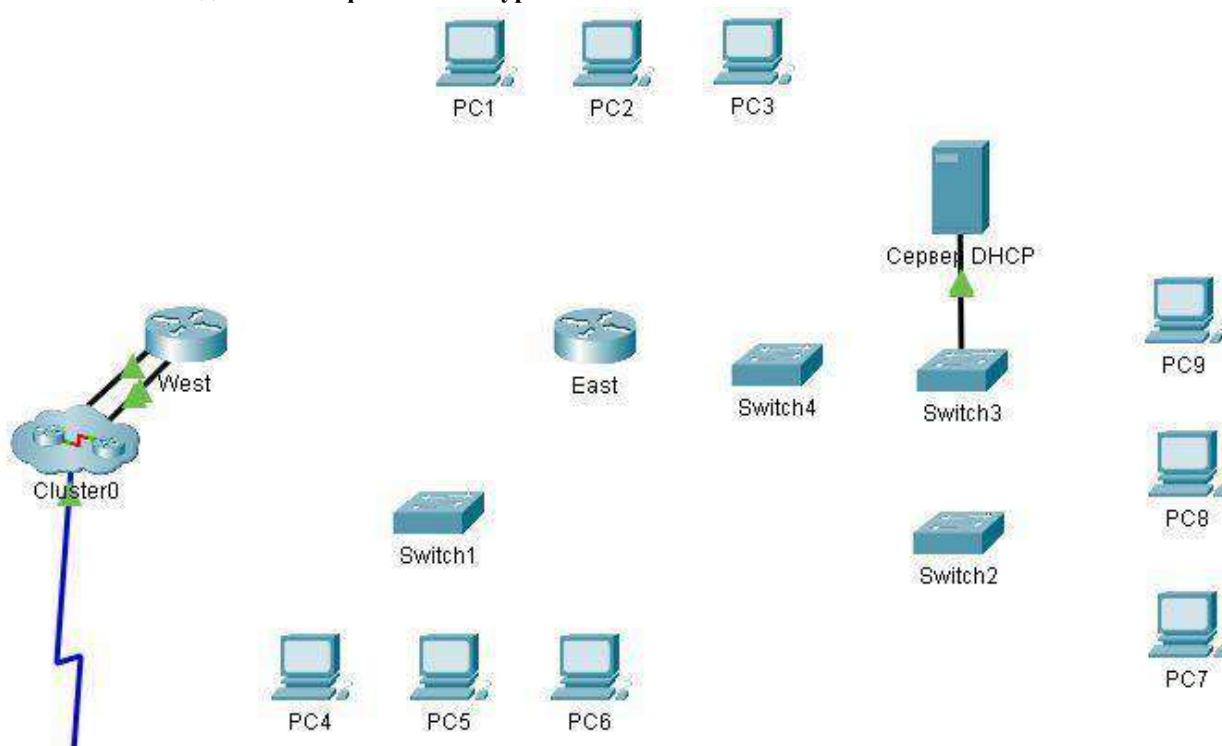 PC1 PC2 PC3
Сервер DHCP
PC9
West East Switch4 Switch3
Cluster0
PC8
Switch1 Switch2
PC7
PC4 PC5 PC6